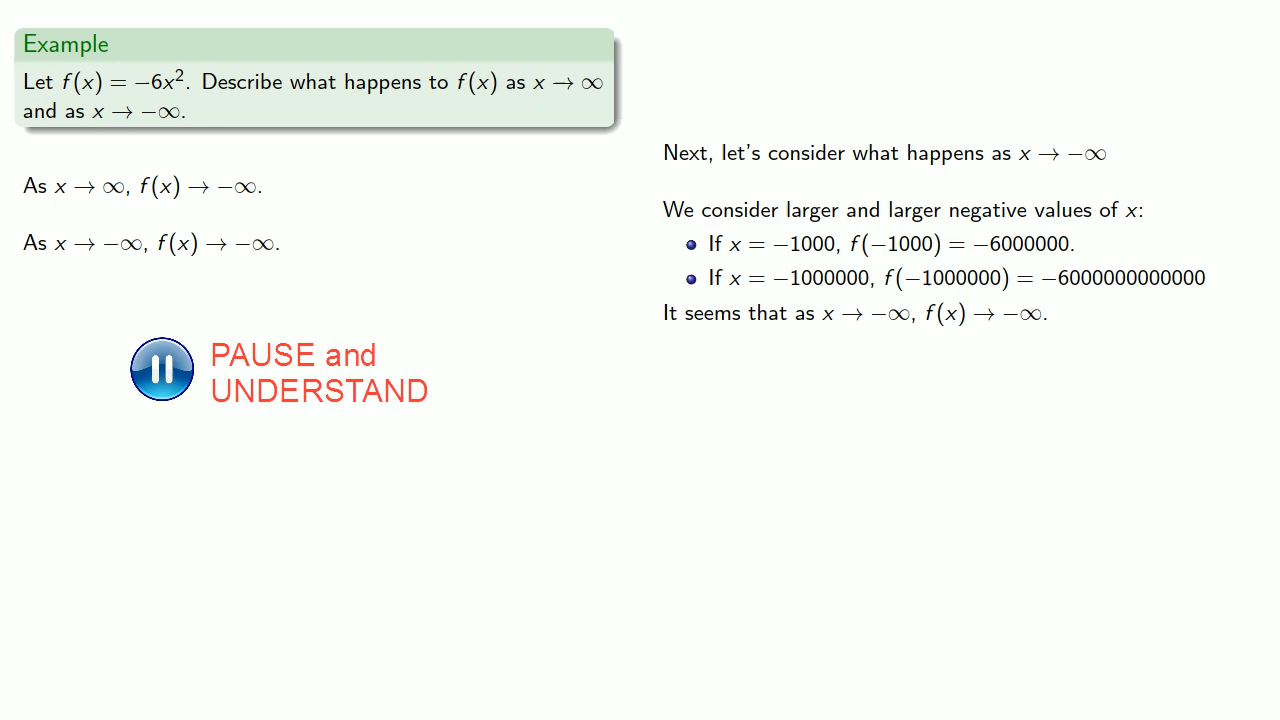 Example
Let f(x) = −6x². Describe what happens to f(x) as x → ∞
and as x → −∞.
As x → ∞, f(x) → −∞.
As x → −∞, f(x) → −∞.
PAUSE and
UNDERSTAND
Next, let's consider what happens as x → −∞
We consider larger and larger negative values of x:
If x = −1000, f(−1000) = −6000000.
If x = −1000000, f(−1000000) = −6000000000000
It seems that as x → −∞, f(x) → −∞.